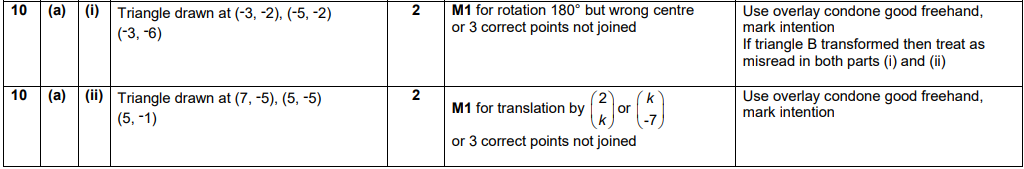 10 (a) (i) Triangle drawn at (-3, -2), (-5, -2) 2 M1 for rotation 180° but wrong centre Use overlay condone good freehand,
(-3, -6) or 3 correct points not joined mark intention
If triangle B transformed then treat as
misread in both parts (i) and (ii)
10 (a) (ii) Triangle drawn at (7, -5), (5, -5) 2 M1 for translation by (2 k) or (k -7) Use overlay condone good freehand,
(5, -1) mark intention
or 3 correct points not joined